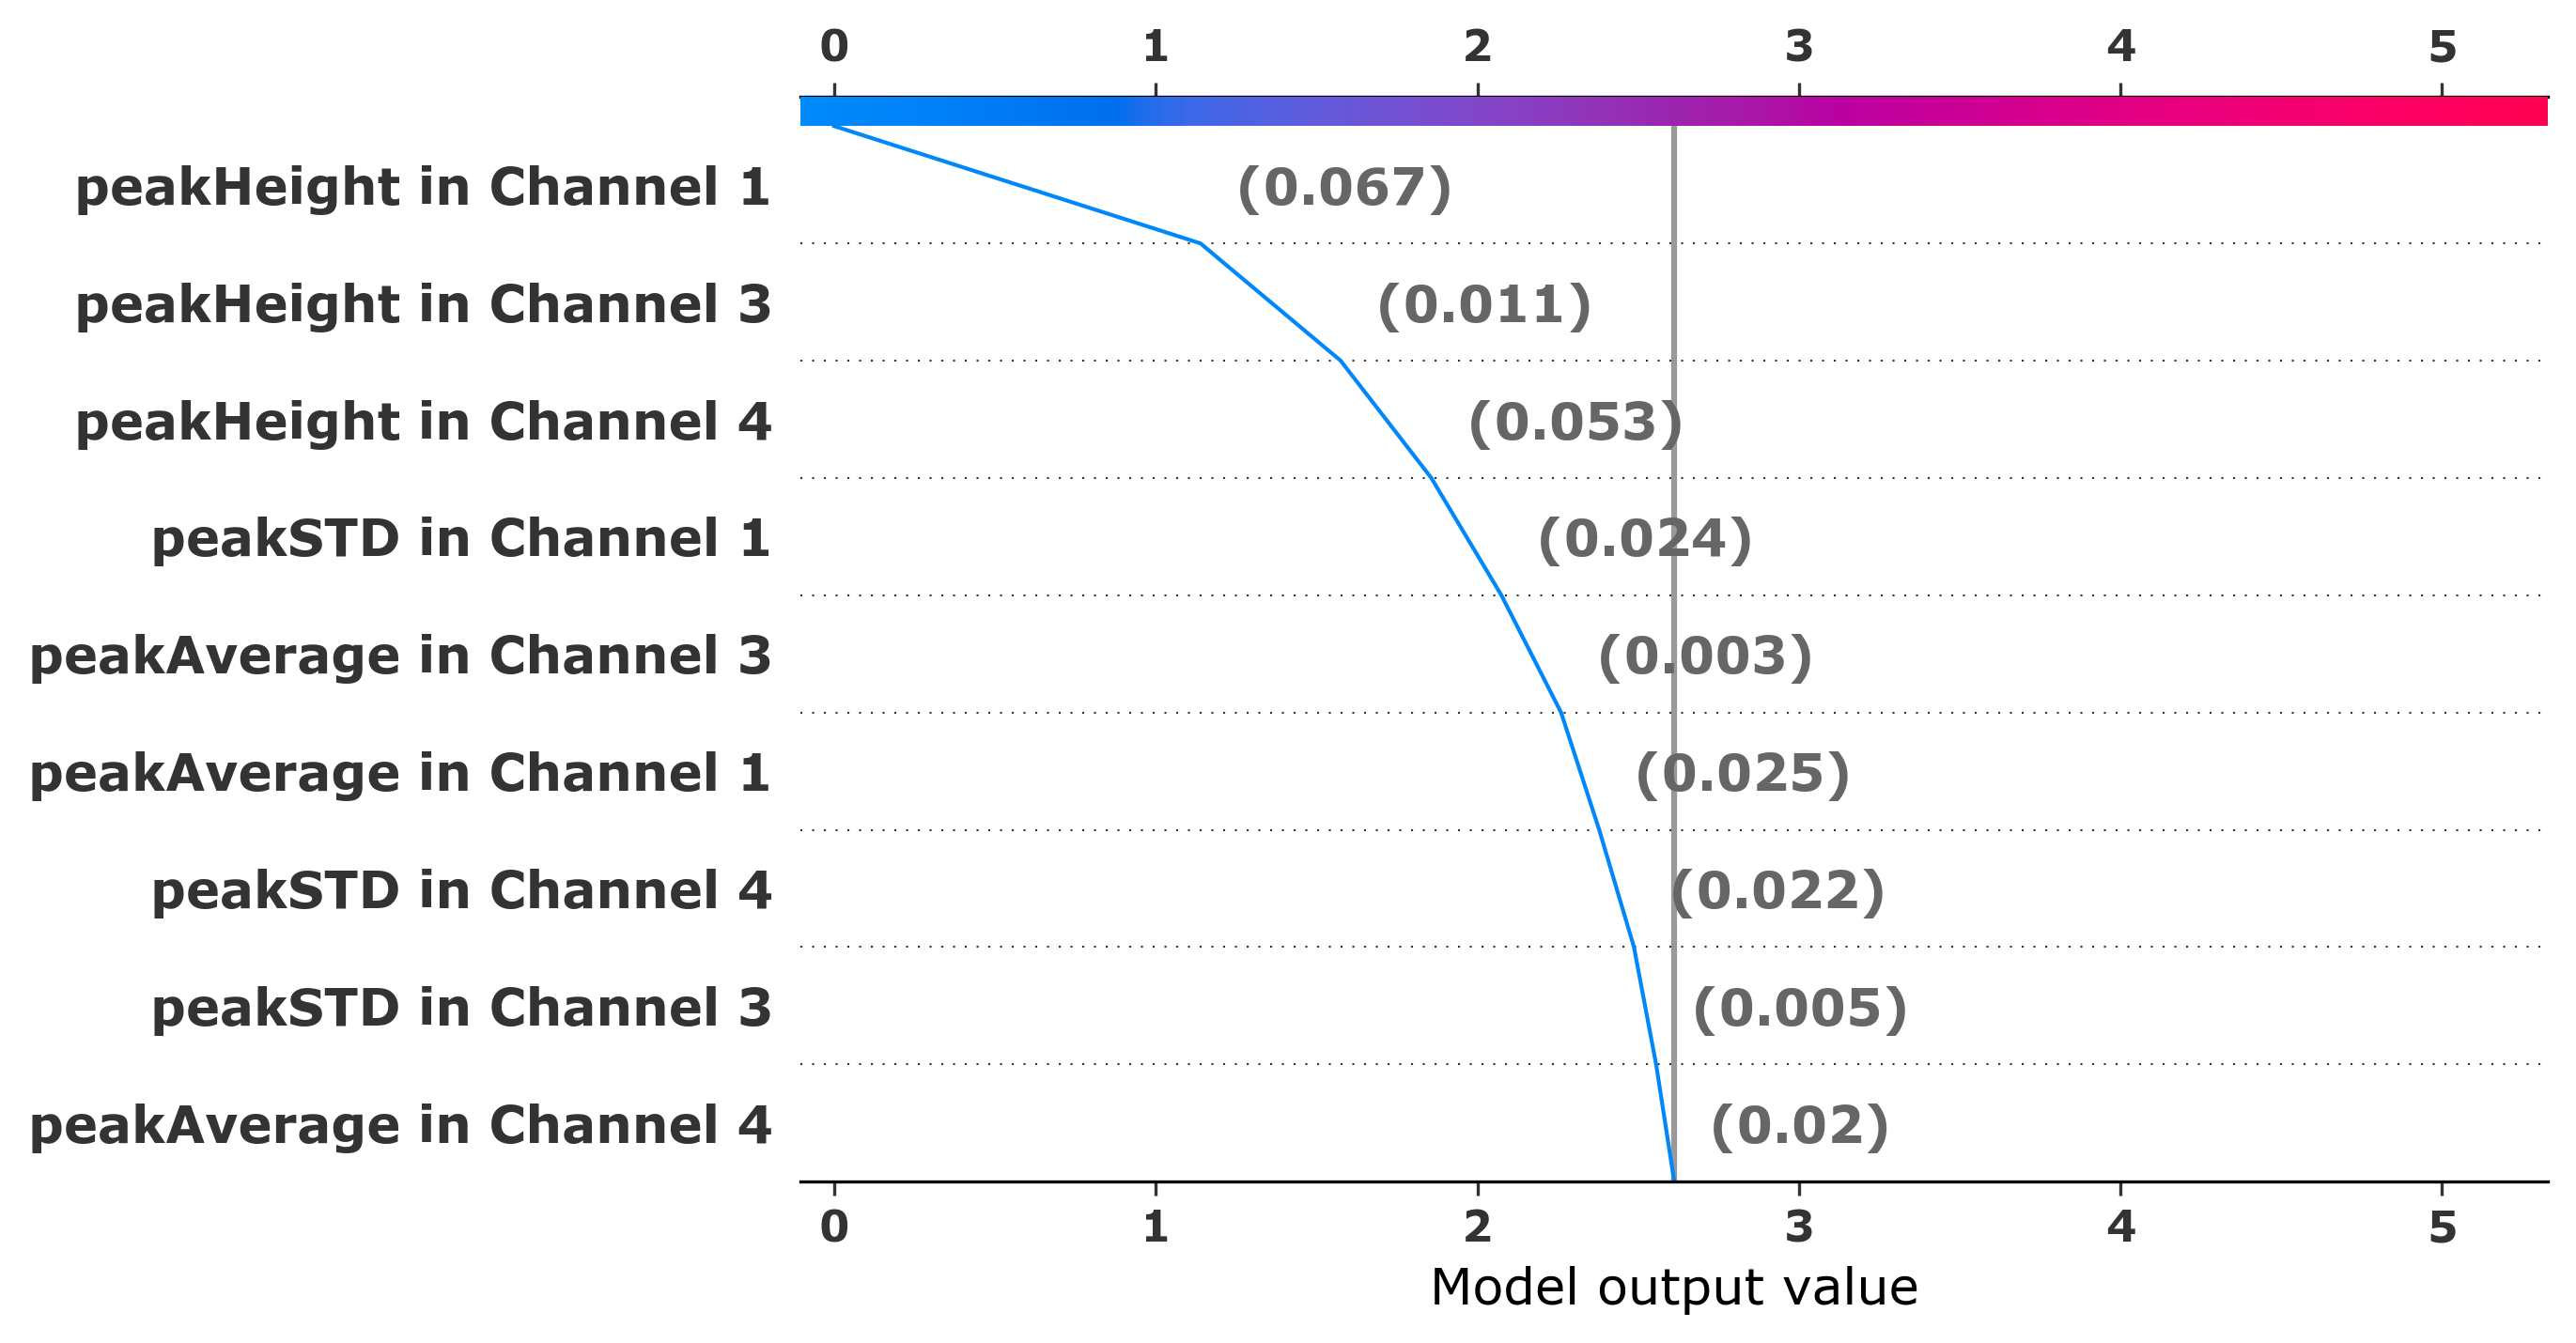 0 1 2 3 4 5
peakHeight in Channel 1 (0.067)
peakHeight in Channel 3 (0.011)
peakHeight in Channel 4 (0.053)
peakSTD in Channel 1 (0.024)
peakAverage in Channel 3 (0.003)
peakAverage in Channel 1 (0.025)
peakSTD in Channel 4 (0.022)
peakSTD in Channel 3 (0.005)
peakAverage in Channel 4 (0.02)
0 1 2 3 4 5
Model output value